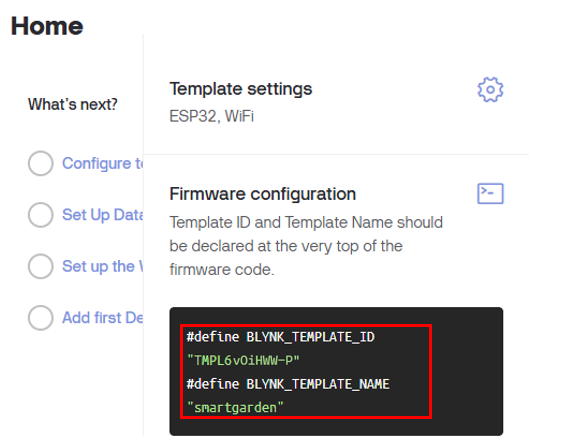 Home
What's next?
Configure te
Set Up Data
Set up the W
Add first De
Template settings
ESP32, WiFi
Firmware configuration
Template ID and Template Name should
be declared at the very top of the
firmware code.
#define BLYNK_TEMPLATE_ID
"TMPL6vOiHWW-P"
#define BLYNK_TEMPLATE_NAME
"smartgarden"